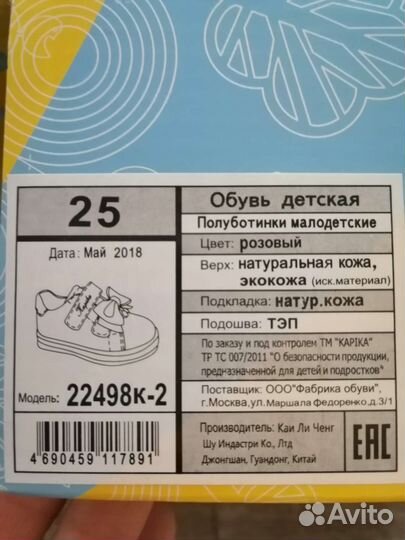 25
Дата: Май 2018
Модель: 22498к-2
4 690459 117891
Обувь детская
Полуботинки малодетские
Цвет: розовый
Верх: натуральная кожа,
экокожа (иск.материал)
Подкладка: натур.кожа
Подошва: ТЭП
По заказу и под контролем ТМ "KAPIKA"
ТР ТС 007/2011 "О безопасности продукции,
предназначенной для детей и подростков"
Поставщик: ООО"Фабрика обуви",
г.Москва,ул.Маршала Федоренко,д.3/1
Производитель: Каи Ли Ченг
Шу Индастри Ко., Лтд
Джонгшан, Гуандонг, Китай
EAC
Avito